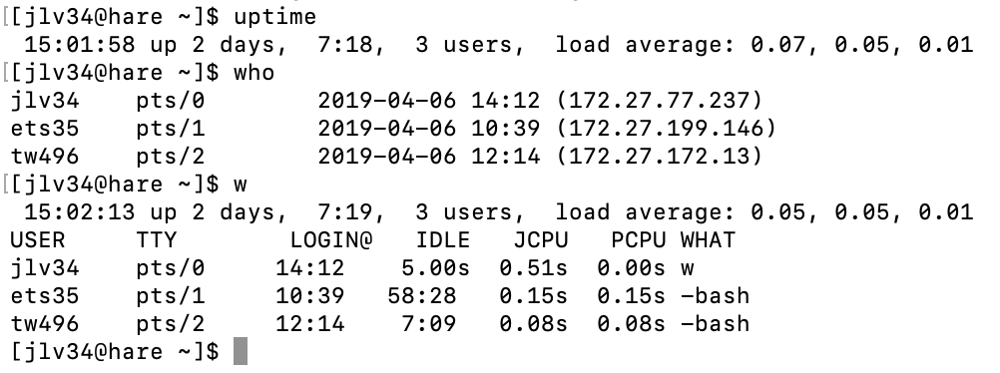 [[jlv34@hare ~]$ uptime
 15:01:58 up 2 days,  7:18,  3 users,  load average: 0.07, 0.05, 0.01
[[jlv34@hare ~]$ who
jlv34    pts/0        2019-04-06 14:12 (172.27.77.237)
ets35    pts/1        2019-04-06 10:39 (172.27.199.146)
tw496    pts/2        2019-04-06 12:14 (172.27.172.13)
[[jlv34@hare ~]$ w
 15:02:13 up 2 days,  7:19,  3 users,  load average: 0.05, 0.05, 0.01
USER     TTY        LOGIN@   IDLE   JCPU   PCPU WHAT
jlv34    pts/0     14:12    5.00s  0.51s  0.00s w
ets35    pts/1     10:39   58:28   0.15s  0.15s -bash
tw496    pts/2     12:14    7:09   0.08s  0.08s -bash
[jlv34@hare ~]$